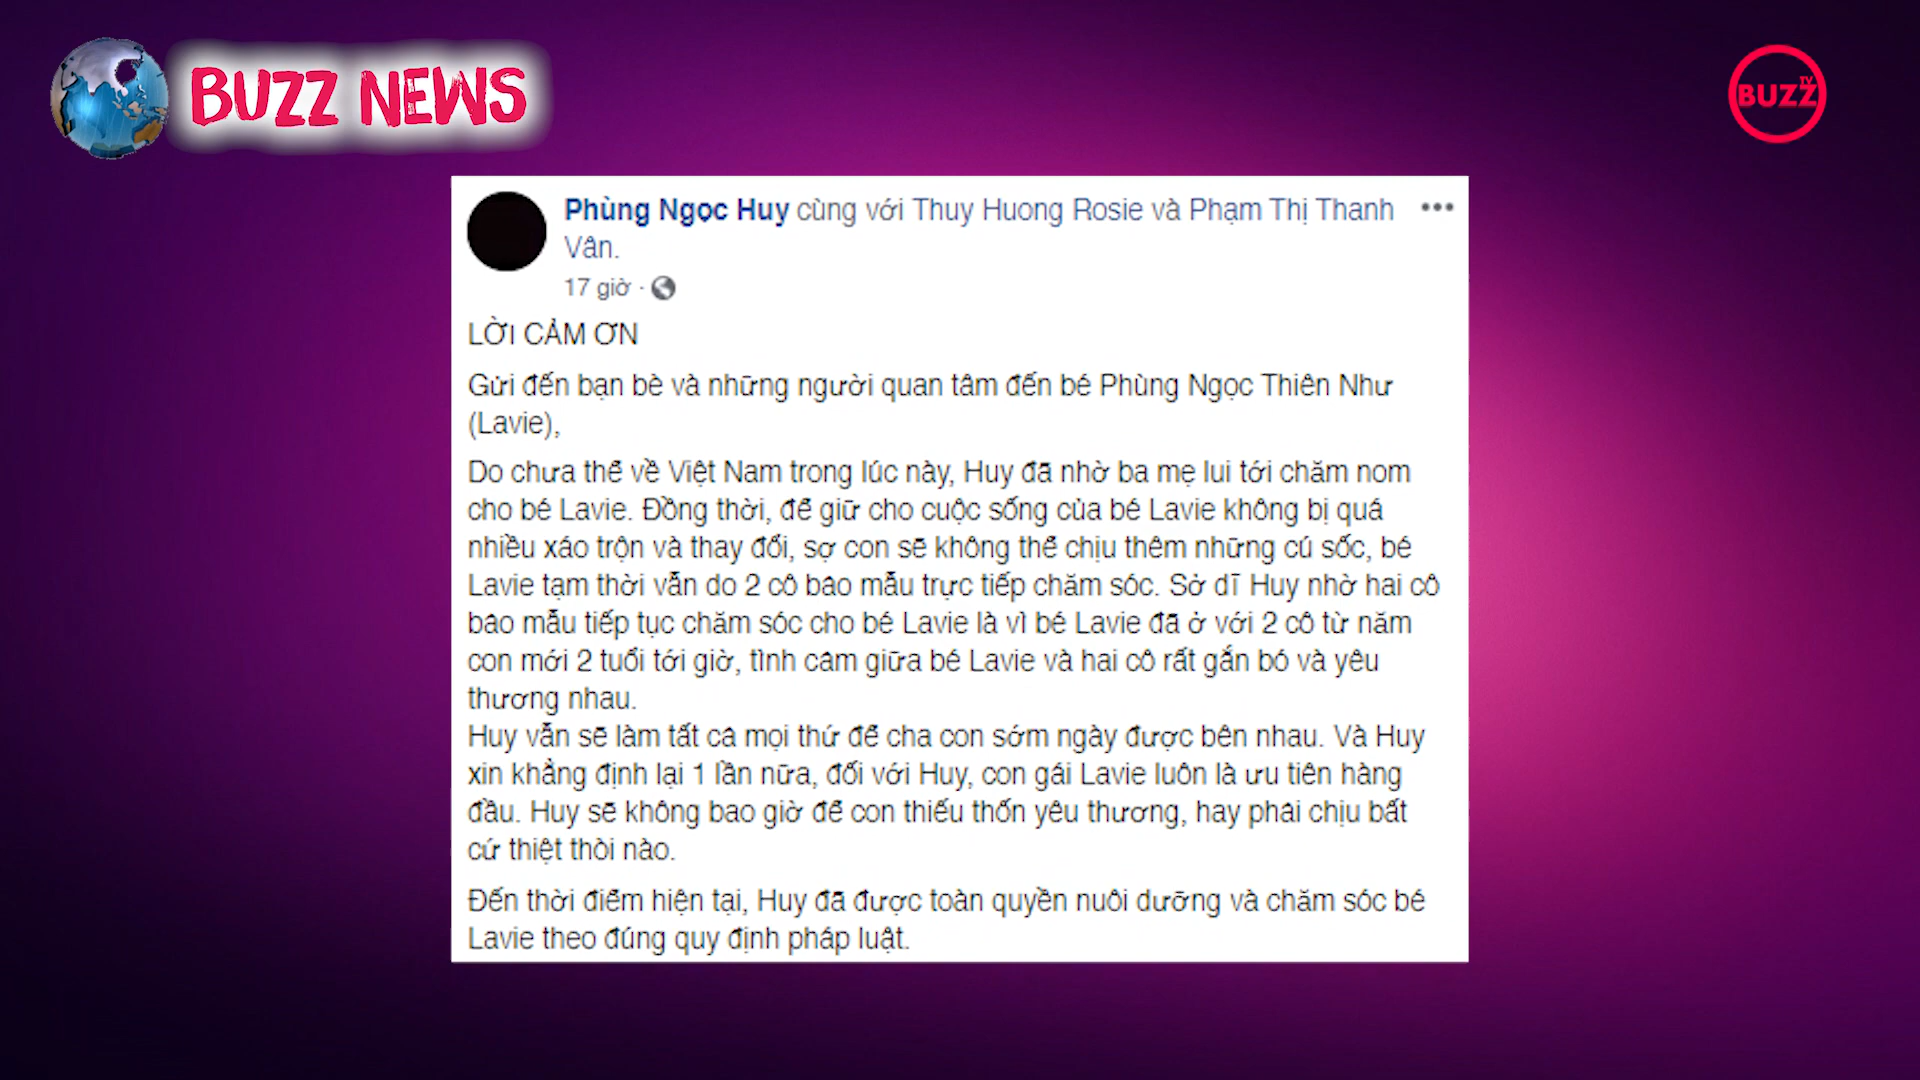 BUZZ NEWS
BUZZ TV
Phùng Ngọc Huy cùng với Thuy Huong Rosie và Phạm Thị Thanh
Vân.
17 giờ ·
LỜI CẢM ƠN
Gửi đến bạn bè và những người quan tâm đến bé Phùng Ngọc Thiên Như
(Lavie),
Do chưa thể về Việt Nam trong lúc này, Huy đã nhờ ba mẹ lui tới chăm nom
cho bé Lavie. Đồng thời, để giữ cho cuộc sống của bé Lavie không bị quá
nhiều xáo trộn và thay đổi, sợ con sẽ không thể chịu thêm những cú sốc, bé
Lavie tạm thời vẫn do 2 cô bảo mẫu trực tiếp chăm sóc. Sở dĩ Huy nhờ hai cô
bảo mẫu tiếp tục chăm sóc cho bé Lavie là vì bé Lavie đã ở với 2 cô từ năm
con mới 2 tuổi tới giờ, tình cảm giữa bé Lavie và hai cô rất gắn bó và yêu
thương nhau.
Huy vẫn sẽ làm tất cả mọi thứ để cha con sớm ngày được bên nhau. Và Huy
xin khẳng định lại 1 lần nữa, đối với Huy, con gái Lavie luôn là ưu tiên hàng
đầu. Huy sẽ không bao giờ để con thiếu thốn yêu thương, hay phải chịu bất
cứ thiệt thòi nào.
Đến thời điểm hiện tại, Huy đã được toàn quyền nuôi dưỡng và chăm sóc bé
Lavie theo đúng quy định pháp luật.